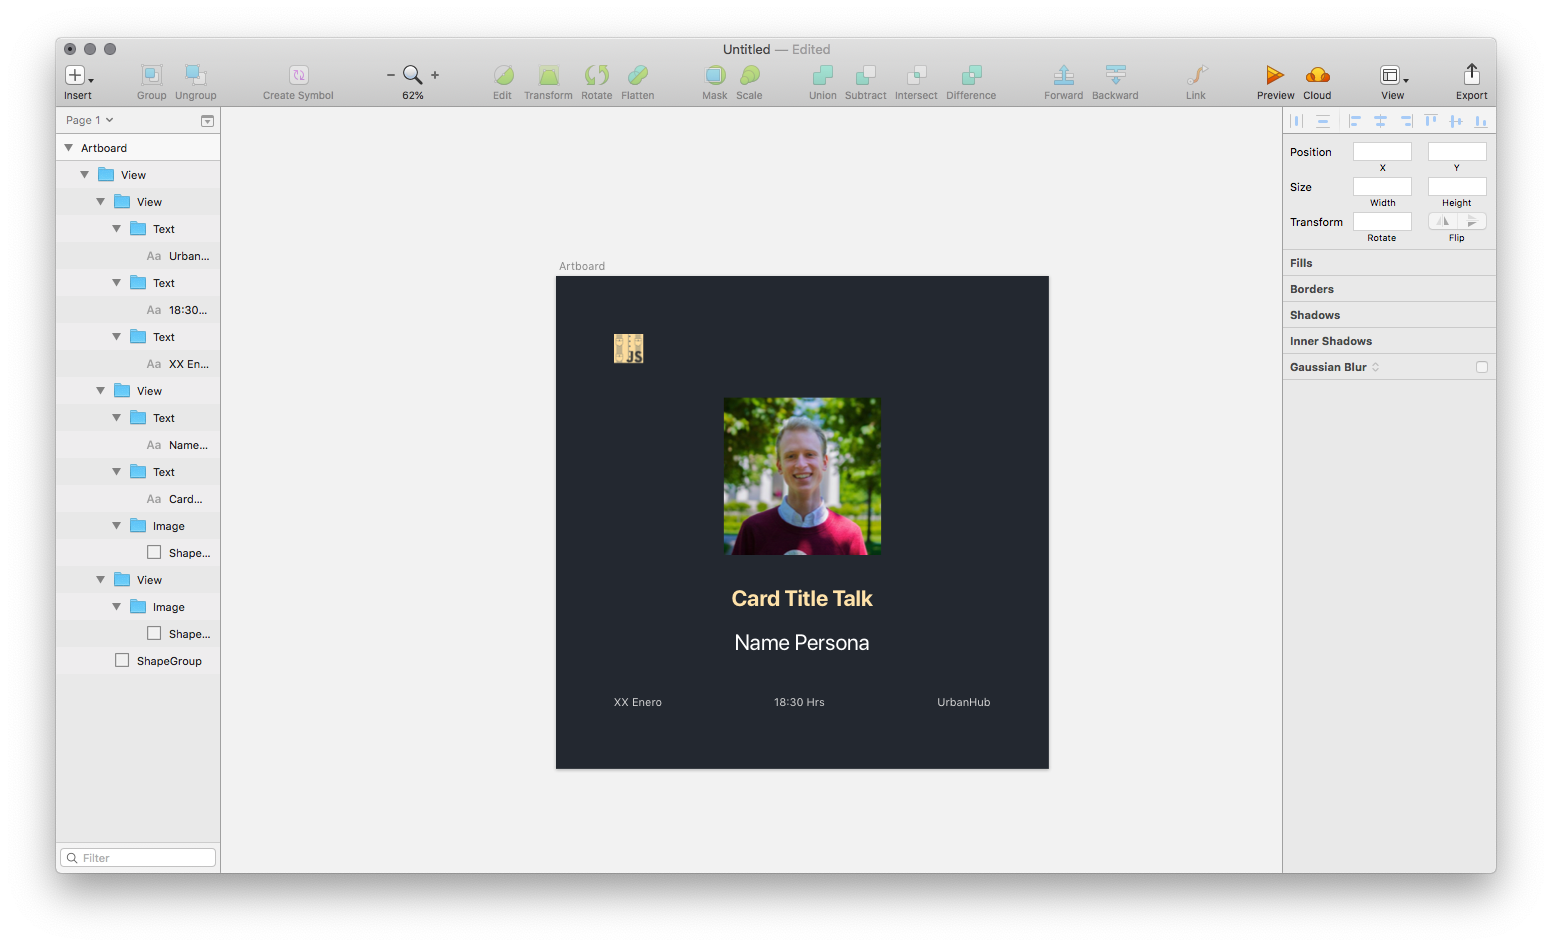 Untitled — Edited
Insert
Group
Ungroup
Create Symbol
62%
Edit
Transform
Rotate
Flatten
Mask
Scale
Union
Subtract
Intersect
Difference
Forward
Backward
Link
Preview
Cloud
View
Export
Page 1
Artboard
View
View
Text
Aa Urban...
Text
Aa 18:30...
Text
Aa XX En...
View
Text
Aa Name...
Text
Aa Card...
Image
Shape...
View
Image
Shape...
ShapeGroup
Filter
Artboard
JS
Card Title Talk
Name Persona
XX Enero
18:30 Hrs
UrbanHub
Position
X
Y
Size
Width
Height
Transform
Rotate
Flip
Fills
Borders
Shadows
Inner Shadows
Gaussian Blur